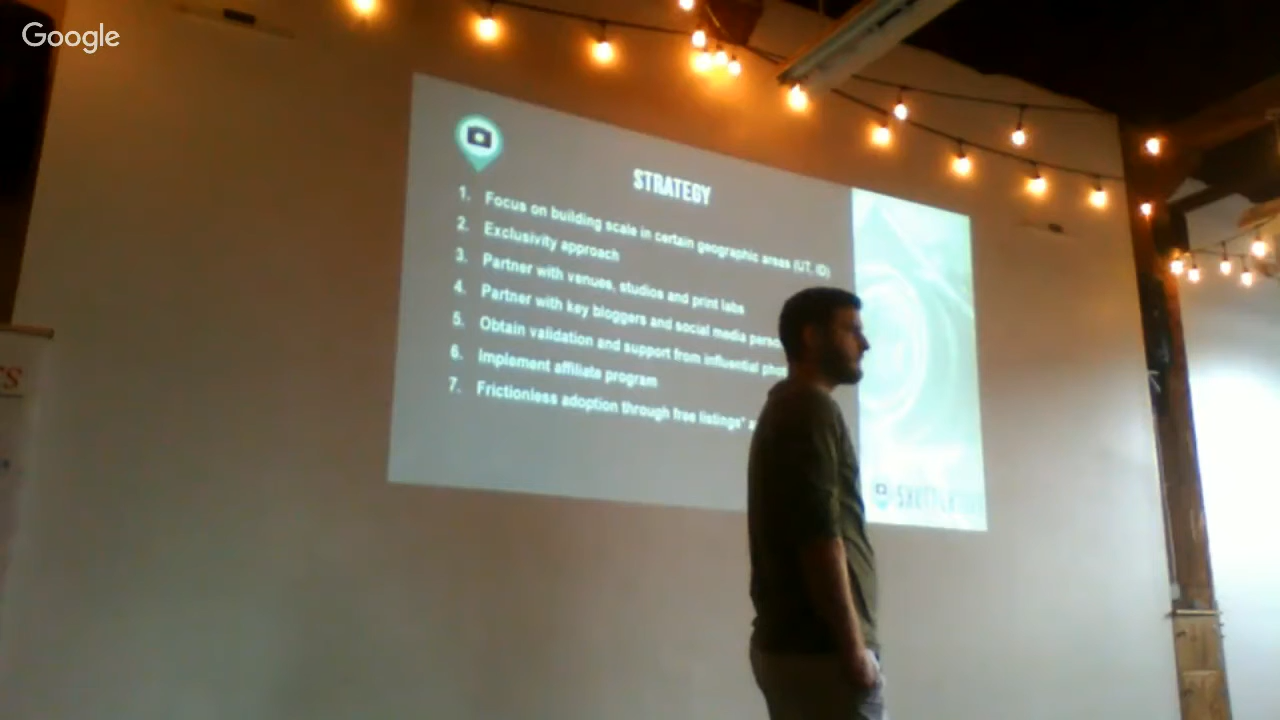 Google
STRATEGY
1. Focus on building scale in certain geographic areas (UT, ID)
2. Exclusivity approach
3. Partner with venues, studios and print labs
4. Partner with key bloggers and social media
5. Obtain validation and support from influential
6. Implement affiliate program
7. Frictionless adoption through free listings*